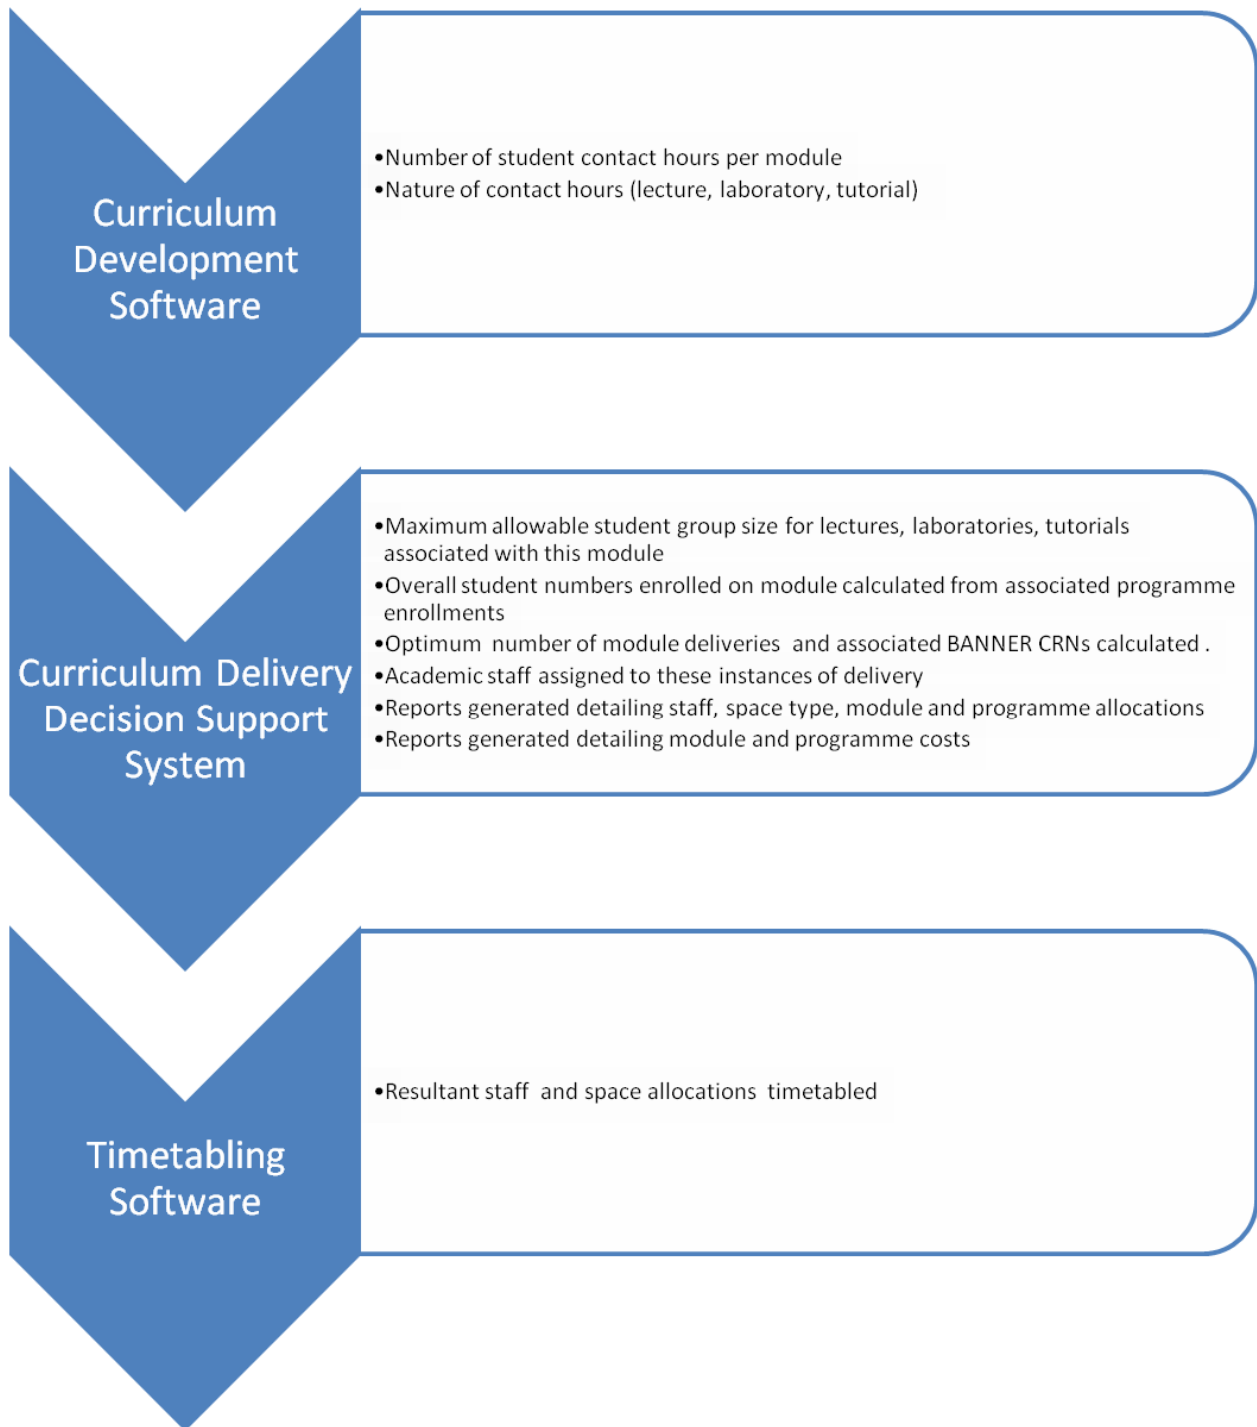 Curriculum
Development
Software
•Number of student contact hours per module
•Nature of contact hours (lecture, laboratory, tutorial)
Curriculum Delivery
Decision Support
System
•Maximum allowable student group size for lectures, laboratories, tutorials
associated with this module
•Overall student numbers enrolled on module calculated from associated programme
enrollments
•Optimum number of module deliveries and associated BANNER CRNs calculated .
•Academic staff assigned to these instances of delivery
•Reports generated detailing staff, space type, module and programme allocations
•Reports generated detailing module and programme costs
Timetabling
Software
•Resultant staff and space allocations timetabled